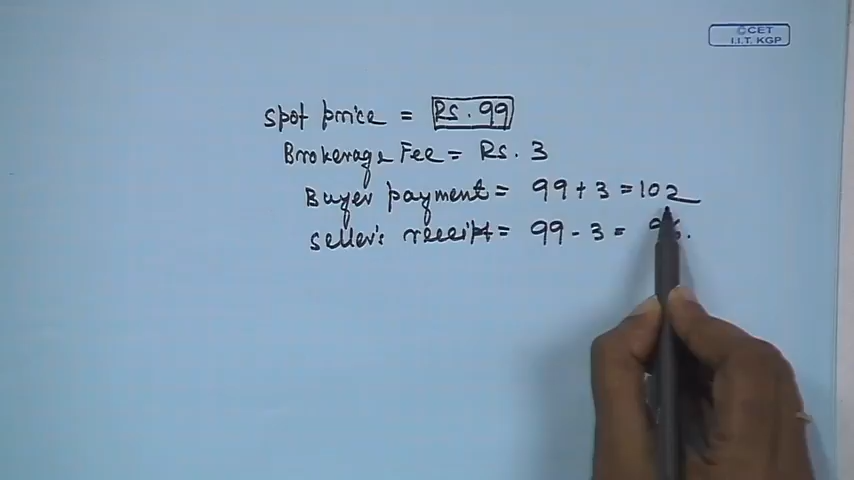 ©CET
I.I.T. KGP
Spot price = Rs. 99
Brokerage Fee = Rs. 3
Buyer payment = 99 + 3 = 102
seller's receipt = 99 - 3 =